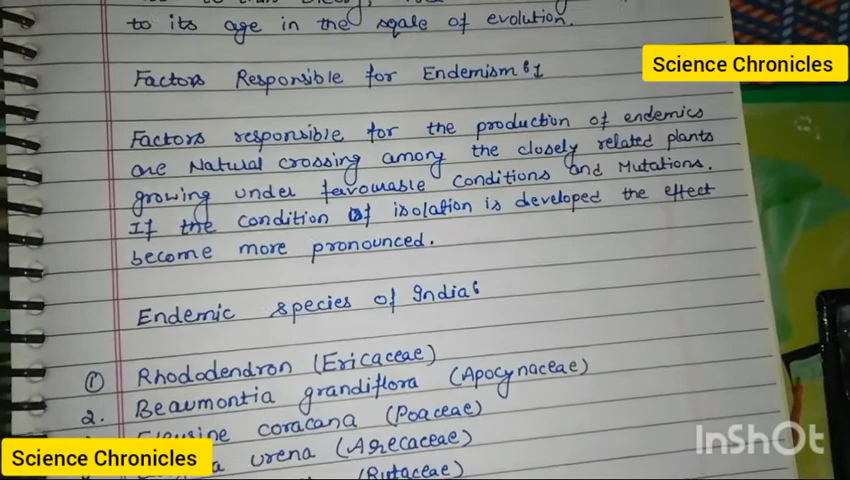 to its age in the scale of evolution.
Science Chronicles
Factors Responsible for Endemism :
Factors responsible for the production of endemics
are Natural crossing among the closely related plants
growing under favourable conditions and Mutations.
If the condition of isolation is developed the effect
become more pronounced.
Endemic species of India :
① Rhododendron (Ericaceae)
2. Beaumontia grandiflora (Apocynaceae)
coracana (Poaceae)
urena (Arecaceae)
(Rutaceae)
Science Chronicles
InShOt